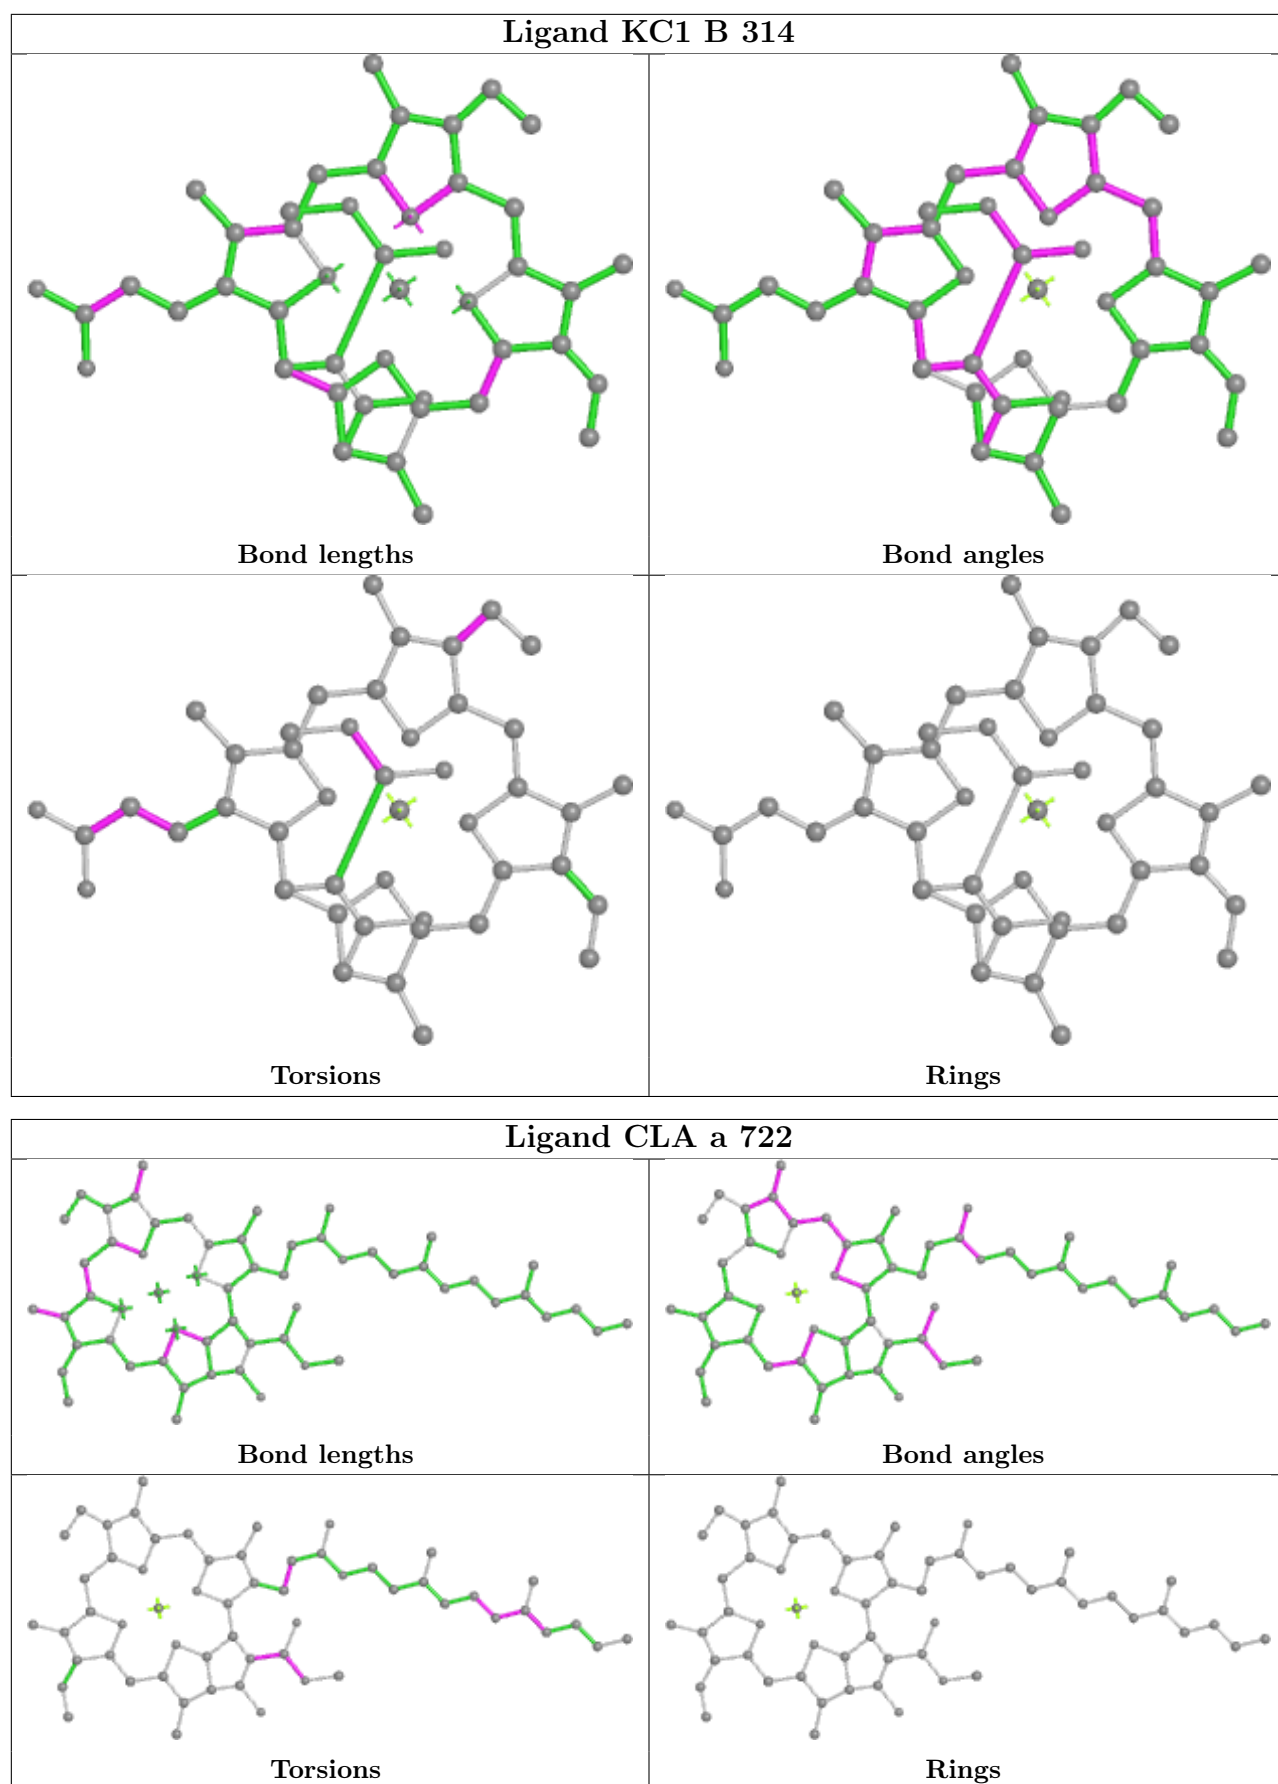 Ligand KC1 B 314
Bond lengths
Bond angles
Torsions
Rings
Ligand CLA a 722
Bond lengths
Bond angles
Torsions
Rings